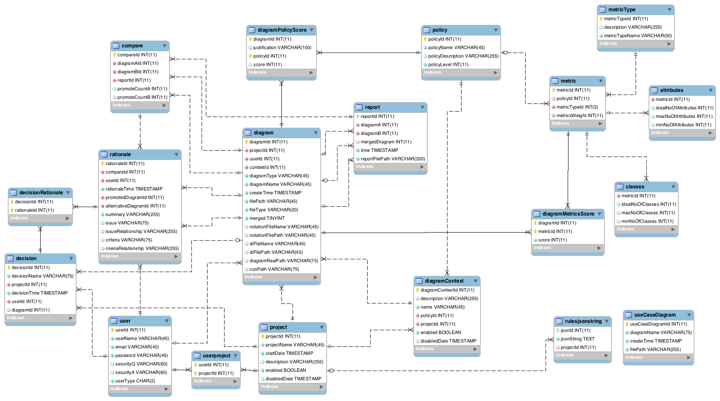 compare
compareId INT(11)
diagramAId INT(11)
diagramBId INT(11)
reportId INT(11)
promoteCountA INT(11)
promoteCountB INT(11)
Indexes
diagramPolicyScore
diagramId INT(11)
justification VARCHAR(100)
policyId INT(11)
score INT(11)
Indexes
policy
policyId INT(11)
policyName VARCHAR(45)
policyDescription VARCHAR(255)
policyLevel INT(11)
Indexes
metricType
metricTypeId INT(11)
description VARCHAR(255)
metricTypeName VARCHAR(50)
Indexes
metric
metricId INT(11)
policyId INT(11)
metricTypeId INT(2)
metricsWeight INT(11)
Indexes
attributes
metricId INT(11)
idealNoOfAttributes INT(11)
maxNoOfAttributes INT(11)
minNoOfAttributes INT(11)
Indexes
report
reportId INT(11)
diagramA INT(11)
diagramB INT(11)
mergedDiagram INT(11)
time TIMESTAMP
reportFilePath VARCHAR(200)
Indexes
diagram
diagramId INT(11)
projectId INT(11)
userId INT(11)
contextId INT(11)
diagramType VARCHAR(45)
diagramName VARCHAR(45)
createTime TIMESTAMP
filePath VARCHAR(45)
fileType VARCHAR(20)
merged TINYINT
notationFileName VARCHAR(45)
notationFilePath VARCHAR(45)
diFileName VARCHAR(45)
diFilePath VARCHAR(45)
diagramRealPath VARCHAR(75)
conPath VARCHAR(75)
Indexes
rationale
rationaleId INT(11)
compareId INT(11)
userId INT(11)
rationaleTime TIMESTAMP
promotedDiagramId INT(11)
alternativeDiagramId INT(11)
summary VARCHAR(255)
issue VARCHAR(75)
issueRelationship VARCHAR(255)
criteria VARCHAR(75)
crieriaRelationship VARCHAR(255)
Indexes
decisionRationale
decisionId INT(11)
rationaleId INT(11)
Indexes
classes
metricId INT(11)
idealNoOfClasses INT(11)
maxNoOfClasses INT(11)
minNoOfClasses INT(11)
Indexes
diagramMetricsScore
diagramId INT(11)
metricId INT(11)
score INT(11)
Indexes
decision
decisionId INT(11)
decisionName VARCHAR(75)
projectId INT(11)
decisionTime TIMESTAMP
userId INT(11)
diagramId INT(11)
Indexes
user
userId INT(11)
userName VARCHAR(45)
email VARCHAR(45)
password VARCHAR(45)
securityQ VARCHAR(60)
securityA VARCHAR(60)
userType CHAR(2)
Indexes
userproject
userId INT(11)
projectId INT(11)
Indexes
project
projectId INT(11)
projectName VARCHAR(45)
startDate TIMESTAMP
description VARCHAR(255)
enabled BOOLEAN
disabledDate TIMESTAMP
Indexes
diagramContext
diagramContextId INT(11)
description VARCHAR(255)
name VARCHAR(45)
policyId INT(11)
projectId INT(11)
enabled BOOLEAN
disabledDate TIMESTAMP
Indexes
rulesjsonstring
jsonId INT(11)
jsonString TEXT
projectId INT(11)
Indexes
useCaseDiagram
useCaseDiagramId INT(11)
diagramName VARCHAR(75)
createTime TIMESTAMP
filePath VARCHAR(255)
Indexes